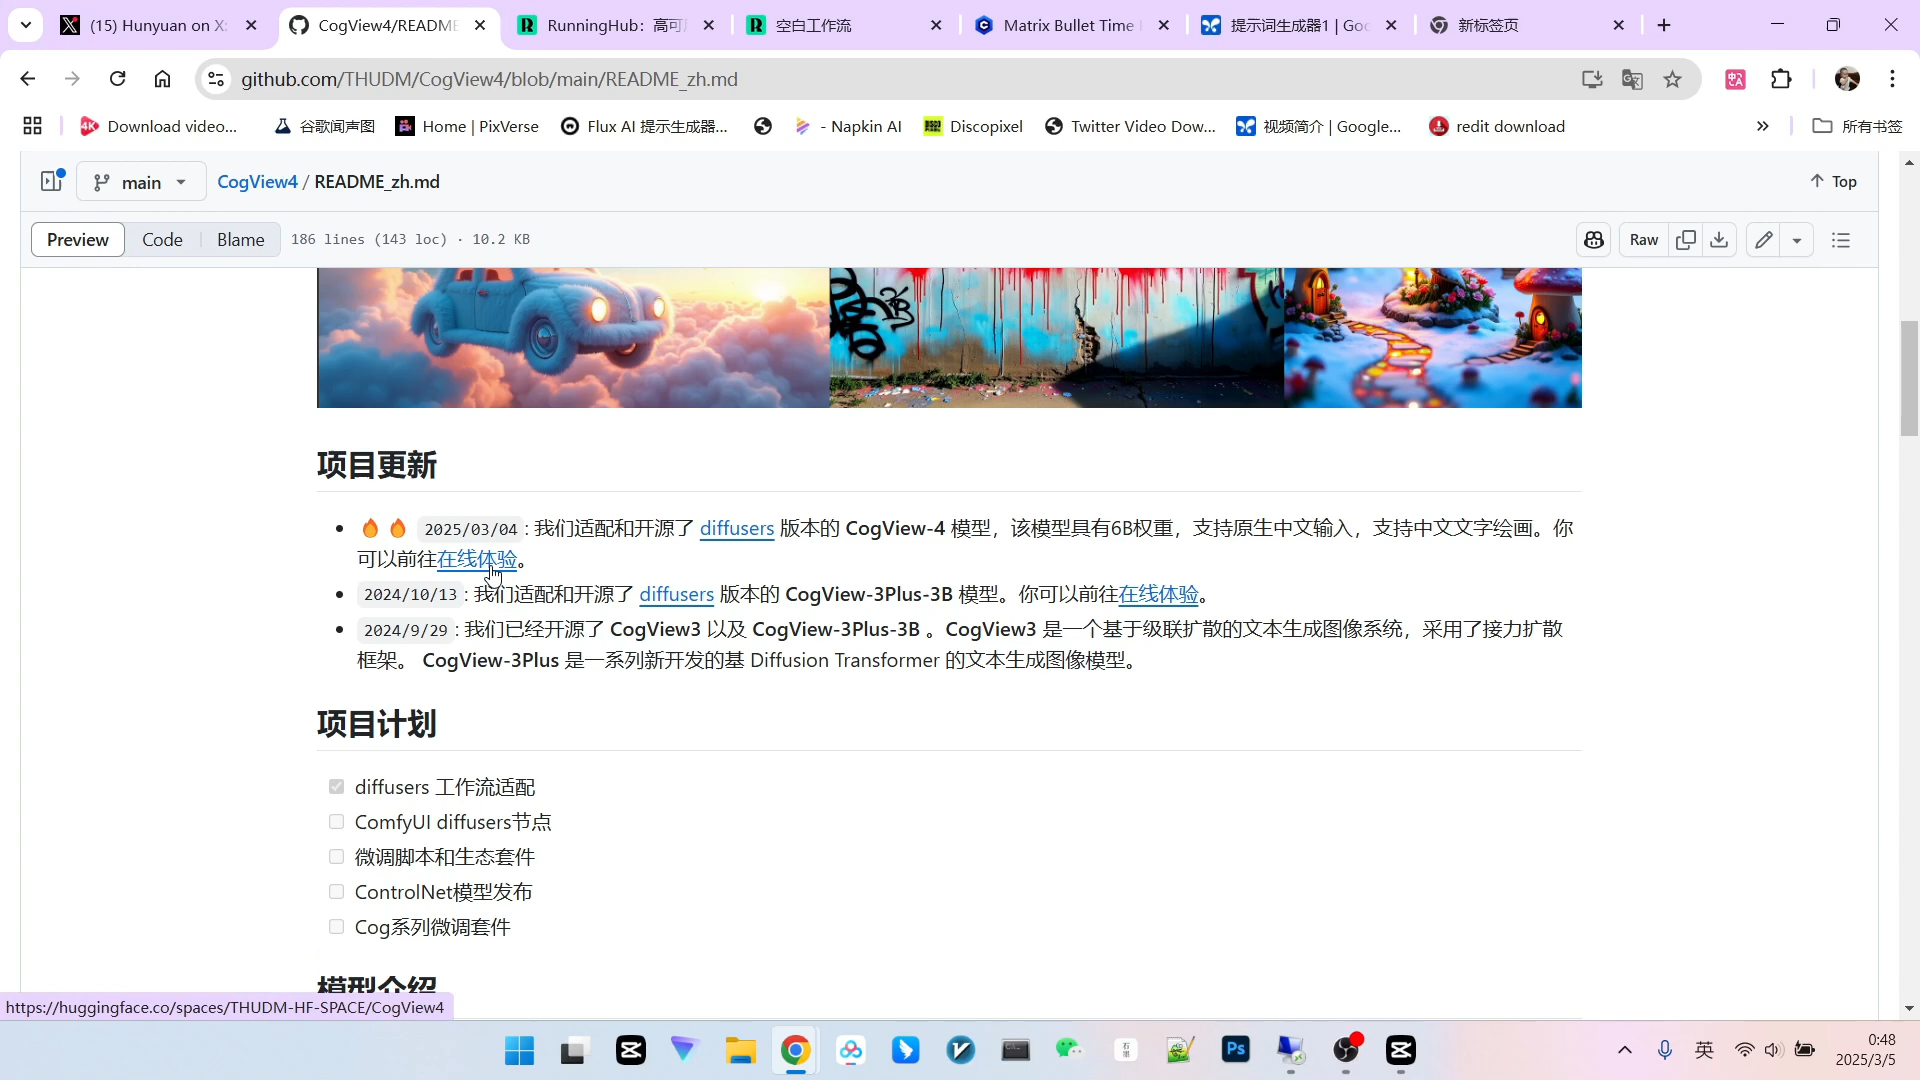 (15) Hunyuan on X:
CogView4/README
RunningHub：高可
空白工作流
Matrix Bullet Time
提示词生成器1 | Goo
新标签页
github.com/THUDM/CogView4/blob/main/README_zh.md
Download video...
谷歌闻声图
Home | PixVerse
Flux AI 提示生成器...
- Napkin AI
Discopixel
Twitter Video Dow...
视频简介 | Google...
redit download
所有书签
main
CogView4 / README_zh.md
Top
Preview
Code
Blame
186 lines (143 loc) · 10.2 KB
Raw
项目更新
🔥🔥 2025/03/04: 我们适配和开源了 diffusers 版本的 CogView-4 模型，该模型具有6B权重，支持原生中文输入，支持中文文字绘画。你
可以前往在线体验。
2024/10/13: 我们适配和开源了 diffusers 版本的 CogView-3Plus-3B 模型。你可以前往在线体验。
2024/9/29: 我们已经开源了 CogView3 以及 CogView-3Plus-3B 。CogView3 是一个基于级联扩散的文本生成图像系统，采用了接力扩散
框架。 CogView-3Plus 是一系列新开发的基 Diffusion Transformer 的文本生成图像模型。
项目计划
diffusers 工作流适配
ComfyUI diffusers节点
微调脚本和生态套件
ControlNet模型发布
Cog系列微调套件
模型介绍
https://huggingface.co/spaces/THUDM-HF-SPACE/CogView4
Ps
英
0:48
2025/3/5